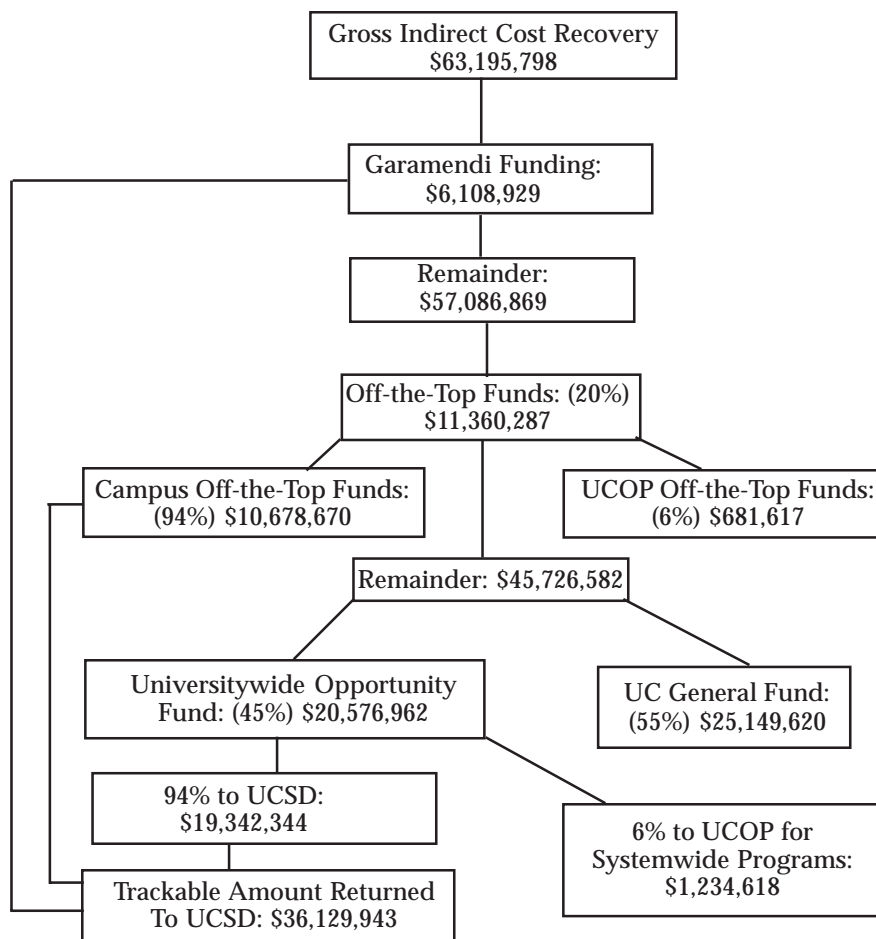 Gross Indirect Cost Recovery
$63,195,798
Garamendi Funding:
$6,108,929
Remainder:
$57,086,869
Off-the-Top Funds: (20%)
$11,360,287
Campus Off-the-Top Funds:
(94%) $10,678,670
UCOP Off-the-Top Funds:
(6%) $681,617
Remainder: $45,726,582
Universitywide Opportunity
Fund: (45%) $20,576,962
UC General Fund:
(55%) $25,149,620
94% to UCSD:
$19,342,344
6% to UCOP for
Systemwide Programs:
$1,234,618
Trackable Amount Returned
To UCSD: $36,129,943